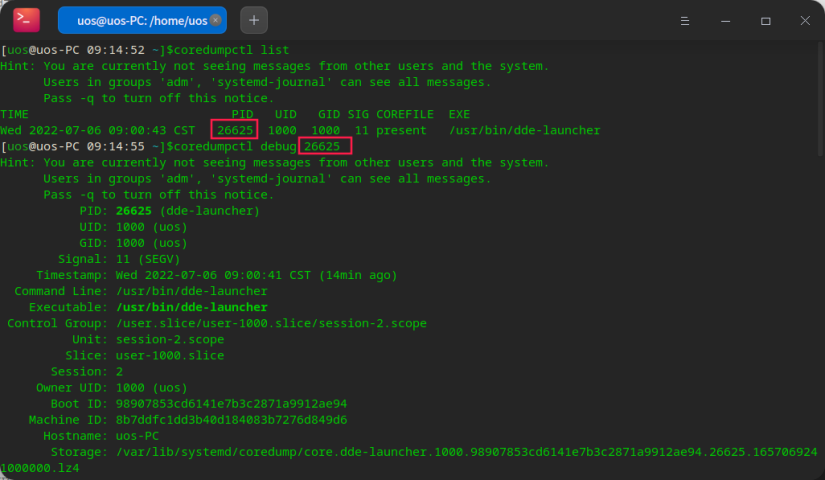 >_
uos@uos-PC: /home/uos
[uos@uos-PC 09:14:52 ~]$coredumpctl list
Hint: You are currently not seeing messages from other users and the system.
      Users in groups 'adm', 'systemd-journal' can see all messages.
      Pass -q to turn off this notice.
TIME                            PID   UID   GID SIG COREFILE  EXE
Wed 2022-07-06 09:00:43 CST   26625  1000  1000  11 present   /usr/bin/dde-launcher
[uos@uos-PC 09:14:55 ~]$coredumpctl debug 26625
Hint: You are currently not seeing messages from other users and the system.
      Users in groups 'adm', 'systemd-journal' can see all messages.
      Pass -q to turn off this notice.
           PID: 26625 (dde-launcher)
           UID: 1000 (uos)
           GID: 1000 (uos)
        Signal: 11 (SEGV)
     Timestamp: Wed 2022-07-06 09:00:41 CST (14min ago)
  Command Line: /usr/bin/dde-launcher
    Executable: /usr/bin/dde-launcher
 Control Group: /user.slice/user-1000.slice/session-2.scope
          Unit: session-2.scope
         Slice: user-1000.slice
       Session: 2
     Owner UID: 1000 (uos)
       Boot ID: 98907853cd6141e7b3c2871a9912ae94
    Machine ID: 8b7ddfc1dd3b40d184083b7276d849d6
      Hostname: uos-PC
       Storage: /var/lib/systemd/coredump/core.dde-launcher.1000.98907853cd6141e7b3c2871a9912ae94.26625.165706924
1000000.lz4